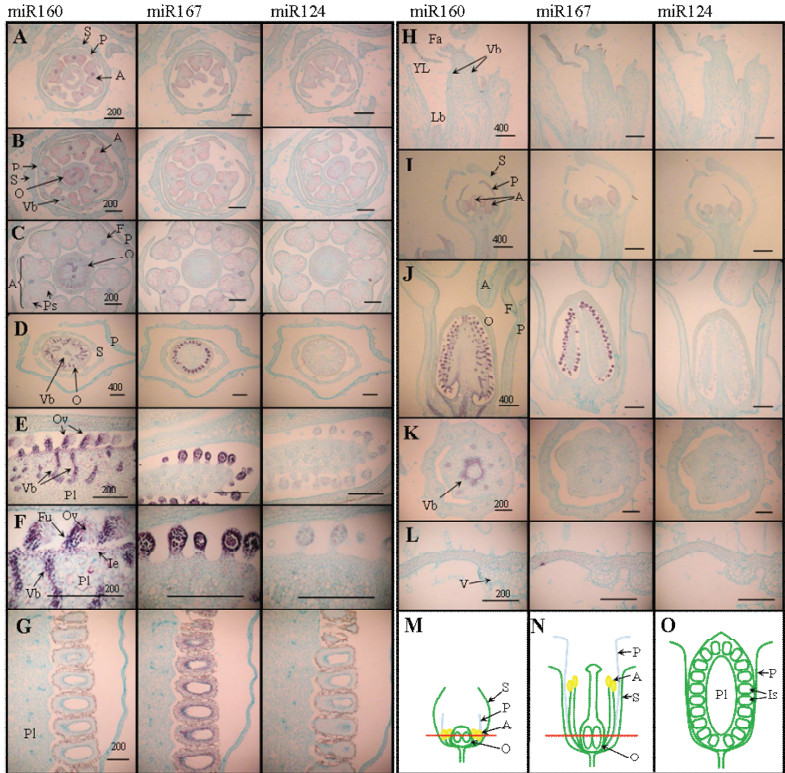 miR160 miR167 miR124 miR160 miR167 miR124
A S P A 200
B A P S O Vb 200
C F P O A Ps 200
D P S Vb O 400
E Ov Vb Pl 200
F Fu Ov Te Pl Vb 200
G Pl 200
H Fa Vb YL Lb 400
I S P A 400
J A F O P 400
K Vb 200
L V 200
M S P A O
N P A S O
O Pl P Is